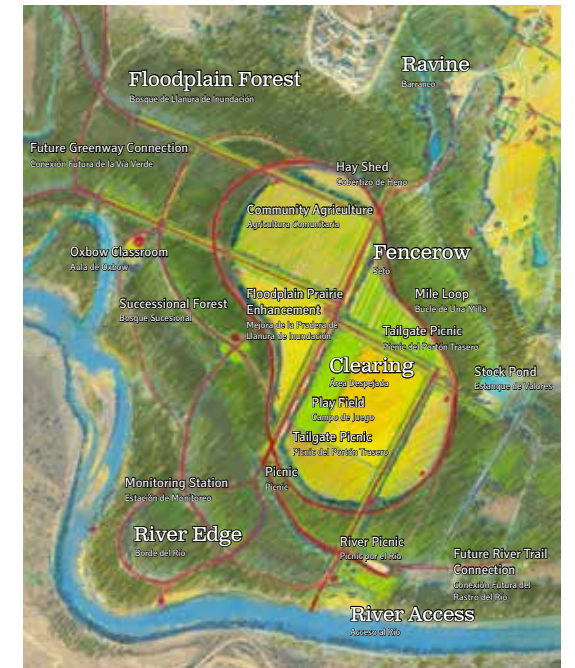 Ravine
Barranco
Floodplain Forest
Bosque de Llanura de Inundación
Future Greenway Connection
Conexión Futura de la Vía Verde
Hay Shed
Cobertizo de Heno
Community Agriculture
Agricultura Comunitaria
Oxbow Classroom
Aula de Oxbow
Fencerow
Seto
Successional Forest
Bosque Sucesional
Floodplain Prairie
Enhancement
Mejora de la Pradera de
Llanura de Inundación
Mile Loop
Bucle de Una Milla
Tailgate Picnic
Picnic del Portón Trasero
Clearing
Área Despejada
Stock Pond
Estanque de Valores
Play Field
Campo de Juego
Tailgate Picnic
Picnic del Portón Trasero
Picnic
Picnic
Monitoring Station
Estación de Monitoreo
River Edge
Borde del Río
River Picnic
Picnic por el Río
Future River Trail
Connection
Conexión Futura del
Rastro del Río
River Access
Acceso al Río